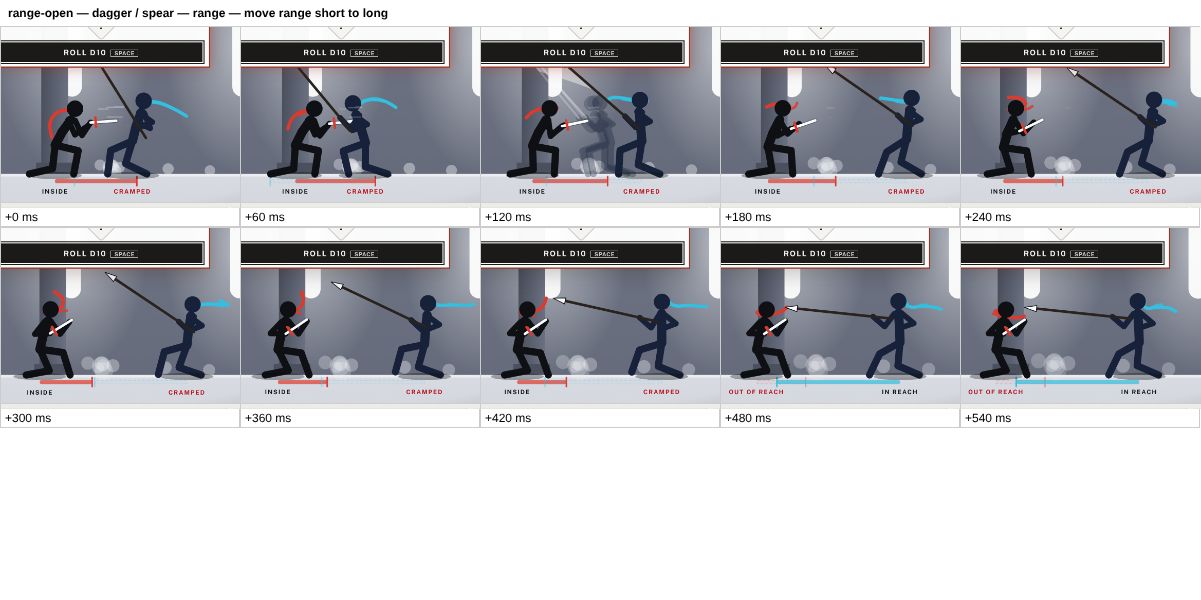 range-open — dagger / spear — range — move range short to long
ROLL D10 SPACE
ROLL D10 SPACE
ROLL D10 SPACE
ROLL D10 SPACE
ROLL D10 SPACE
INSIDE CRAMPED
INSIDE CRAMPED
INSIDE CRAMPED
INSIDE CRAMPED
INSIDE CRAMPED
+0 ms
+60 ms
+120 ms
+180 ms
+240 ms
ROLL D10 SPACE
ROLL D10 SPACE
ROLL D10 SPACE
ROLL D10 SPACE
ROLL D10 SPACE
INSIDE CRAMPED
INSIDE CRAMPED
INSIDE CRAMPED
OUT OF REACH IN REACH
OUT OF REACH IN REACH
+300 ms
+360 ms
+420 ms
+480 ms
+540 ms